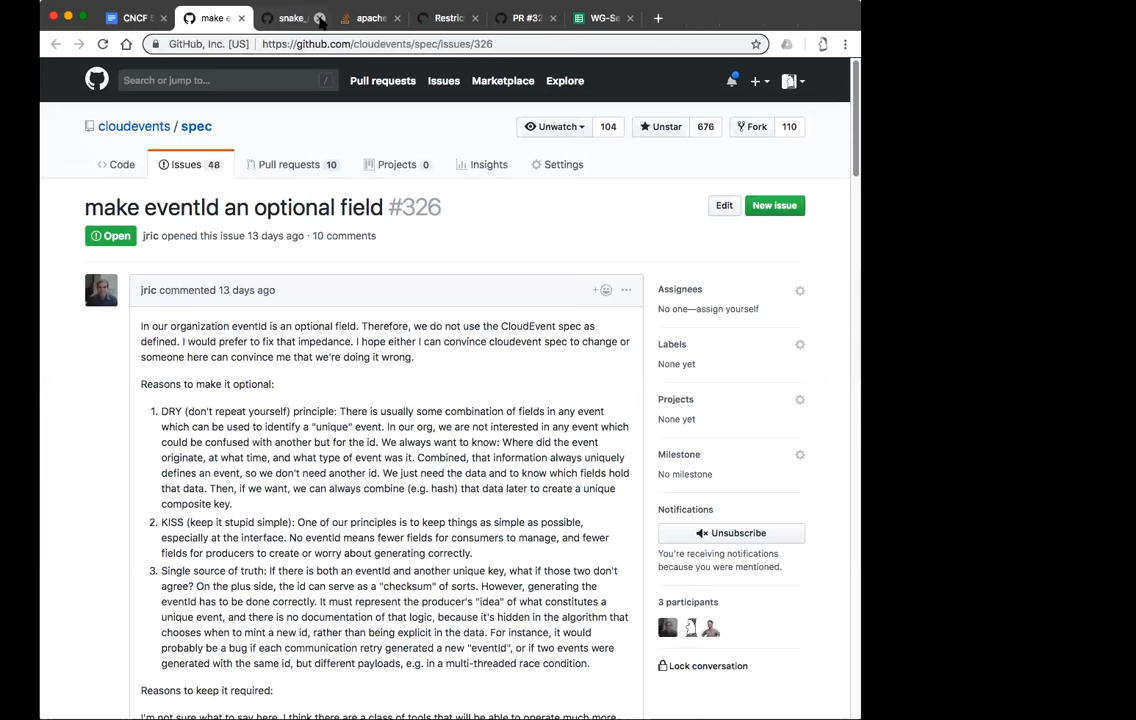 CNCF
make e
snake_
apache
Restric
PR #32
WG-Se
GitHub, Inc. [US] https://github.com/cloudevents/spec/issues/326
Search or jump to...
/
Pull requests Issues Marketplace Explore
cloudevents / spec
Unwatch 104
Unstar 676
Fork 110
Code
Issues 48
Pull requests 10
Projects 0
Insights
Settings
make eventId an optional field #326
Edit
New issue
Open
jric opened this issue 13 days ago · 10 comments
jric commented 13 days ago
In our organization eventId is an optional field. Therefore, we do not use the CloudEvent spec as
defined. I would prefer to fix that impedance. I hope either I can convince cloudevent spec to change or
someone here can convince me that we're doing it wrong.
Reasons to make it optional:
1. DRY (don't repeat yourself) principle: There is usually some combination of fields in any event
which can be used to identify a "unique" event. In our org, we are not interested in any event which
could be confused with another but for the id. We always want to know: Where did the event
originate, at what time, and what type of event was it. Combined, that information always uniquely
defines an event, so we don't need another id. We just need the data and to know which fields hold
that data. Then, if we want, we can always combine (e.g. hash) that data later to create a unique
composite key.
2. KISS (keep it stupid simple): One of our principles is to keep things as simple as possible,
especially at the interface. No eventId means fewer fields for consumers to manage, and fewer
fields for producers to create or worry about generating correctly.
3. Single source of truth: If there is both an eventId and another unique key, what if those two don't
agree? On the plus side, the id can serve as a "checksum" of sorts. However, generating the
eventId has to be done correctly. It must represent the producer's "idea" of what constitutes a
unique event, and there is no documentation of that logic, because it's hidden in the algorithm that
chooses when to mint a new id, rather than being explicit in the data. For instance, it would
probably be a bug if each communication retry generated a new "eventId", or if two events were
generated with the same id, but different payloads, e.g. in a multi-threaded race condition.
Reasons to keep it required:
I'm not sure what to say here. I think there are a class of tools that will be able to operate much more
Assignees
No one—assign yourself
Labels
None yet
Projects
None yet
Milestone
No milestone
Notifications
Unsubscribe
You're receiving notifications
because you were mentioned.
3 participants
Lock conversation